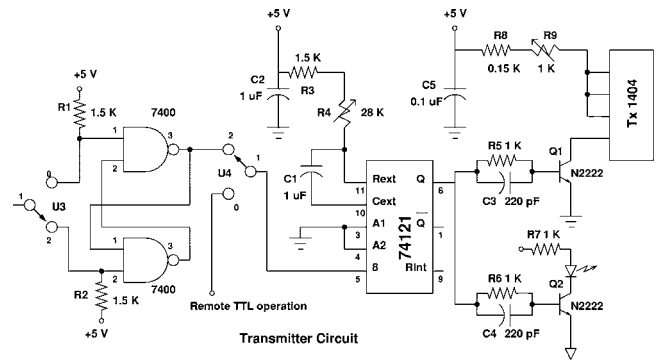 +5 V
+5 V
R8
R9
0.15 K
1 K
Tx 1404
1.5 K
R3
C2
1 uF
C5
0.1 uF
R4
28 K
+5 V
R1
1.5 K
7400
1
2
3
0
1
U3
2
2
U4
1
0
C1
1 uF
11
Rext
10
Cext
3
A1
4
A2
5
8
74121
Q
6
Q
1
RInt
9
R5 1 K
C3
220 pF
Q1
N2222
R7 1 K
1
2
3
7400
R2
1.5 K
+5 V
Remote TTL operation
R6 1 K
C4
220 pF
Q2
N2222
Transmitter Circuit